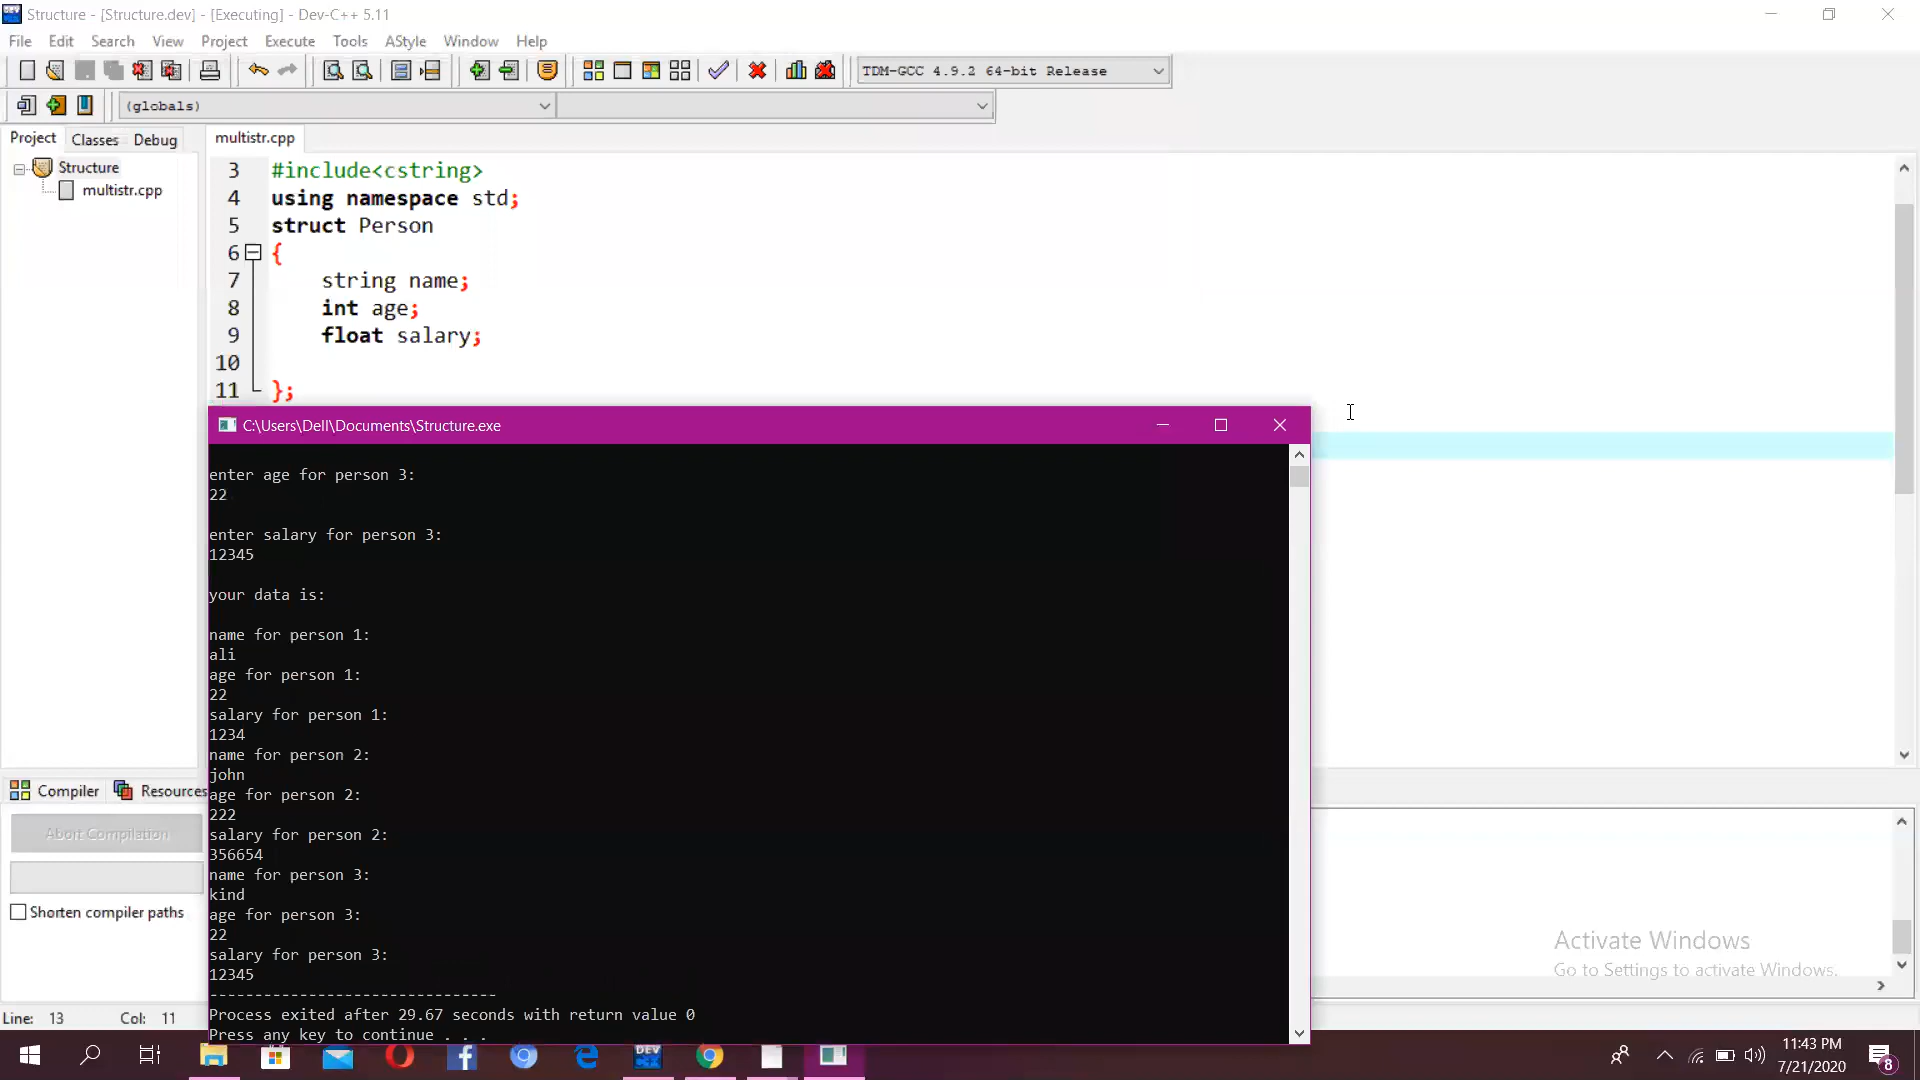 Structure - [Structure.dev] - [Executing] - Dev-C++ 5.11
File Edit Search View Project Execute Tools AStyle Window Help
TDM-GCC 4.9.2 64-bit Release
(globals)
Project Classes Debug
multistr.cpp
Structure
multistr.cpp
3 #include<cstring>
4 using namespace std;
5 struct Person
6 {
7 string name;
8 int age;
9 float salary;
10
11 };
C:\Users\Dell\Documents\Structure.exe
enter age for person 3:
22
enter salary for person 3:
12345
your data is:
name for person 1:
ali
age for person 1:
22
salary for person 1:
1234
name for person 2:
john
age for person 2:
222
salary for person 2:
356654
name for person 3:
kind
age for person 3:
22
salary for person 3:
12345
--------------------------------
Process exited after 29.67 seconds with return value 0
Press any key to continue . . .
Compiler Resources
Abort Compilation
Shorten compiler paths
Activate Windows
Go to Settings to activate Windows.
Line: 13 Col: 11
DEV
11:43 PM
7/21/2020
8